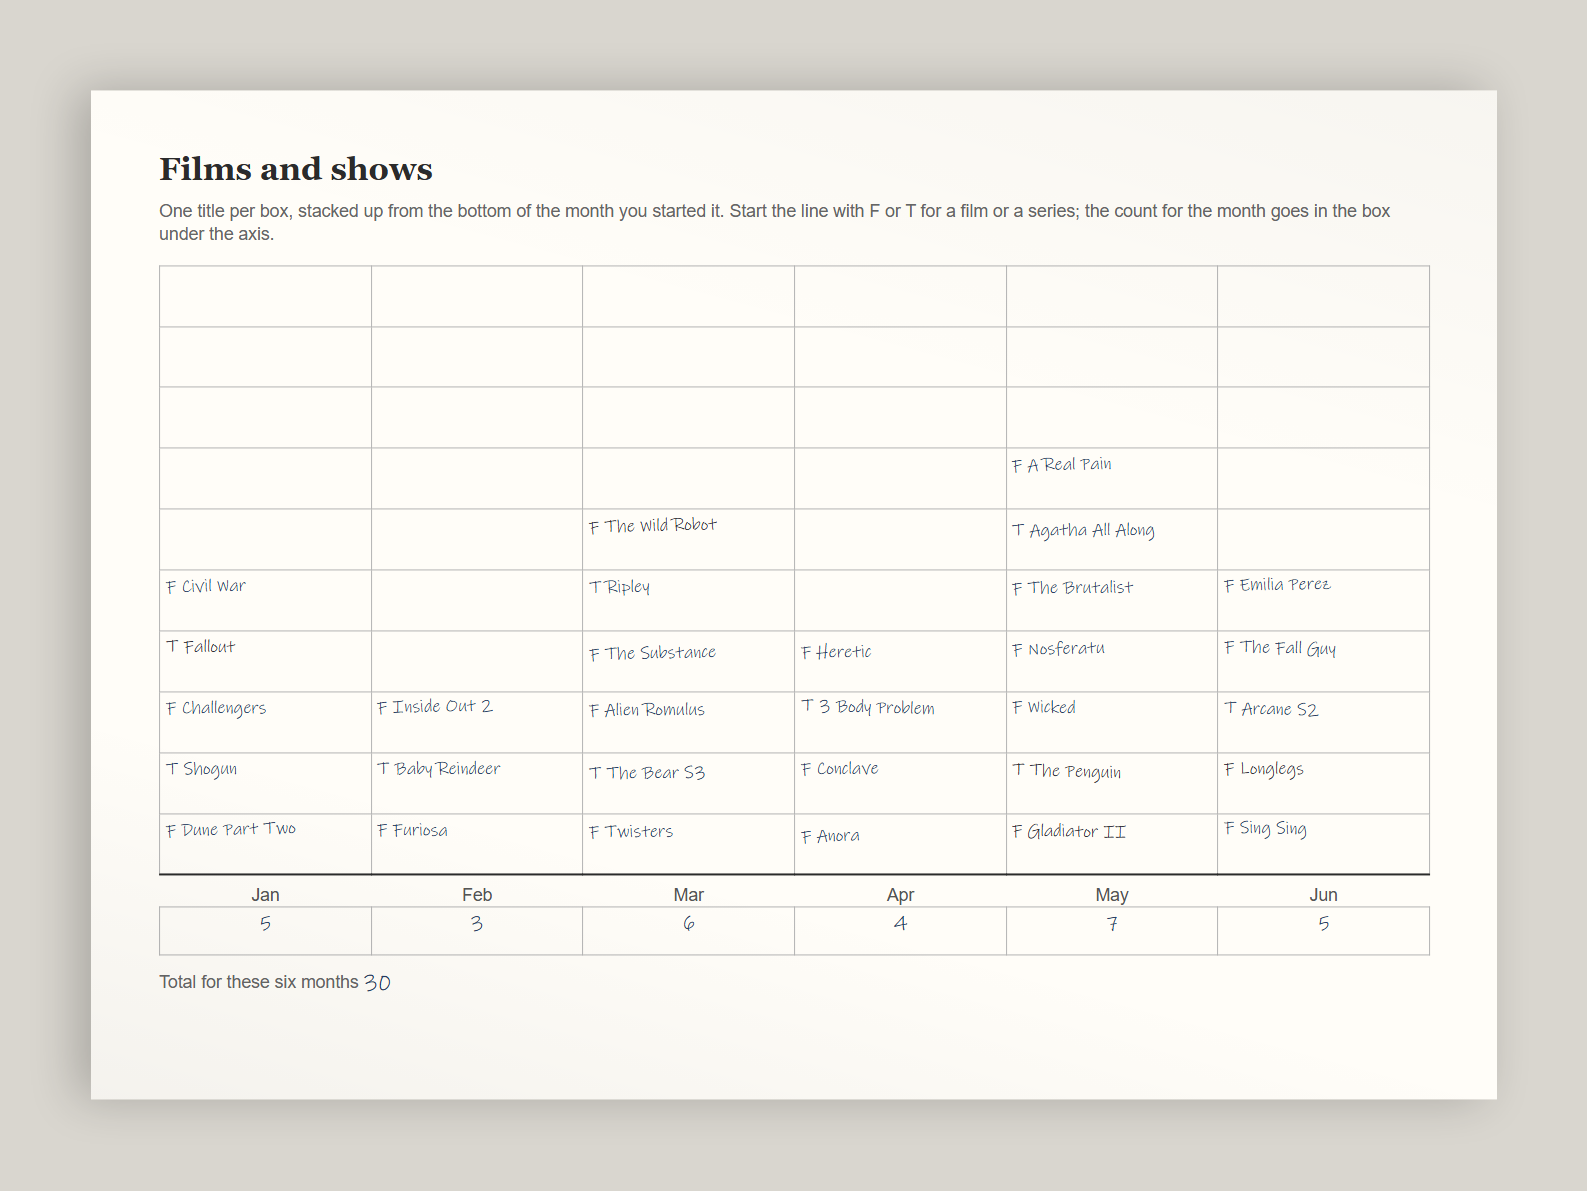 Films and shows
One title per box, stacked up from the bottom of the month you started it. Start the line with F or T for a film or a series; the count for the month goes in the box
under the axis.
F A Real Pain
F The Wild Robot
T Agatha All Along
F Civil War
T Ripley
F The Brutalist
F Emilia Perez
T Fallout
F The Substance
F Heretic
F Nosferatu
F The Fall Guy
F Challengers
F Inside Out 2
F Alien Romulus
T 3 Body Problem
F Wicked
T Arcane S2
T Shogun
T Baby Reindeer
T The Bear S3
F Conclave
T The Penguin
F Longlegs
F Dune Part Two
F Furiosa
F Twisters
F Anora
F Gladiator II
F Sing Sing
Jan
Feb
Mar
Apr
May
Jun
5
3
6
4
7
5
Total for these six months 30